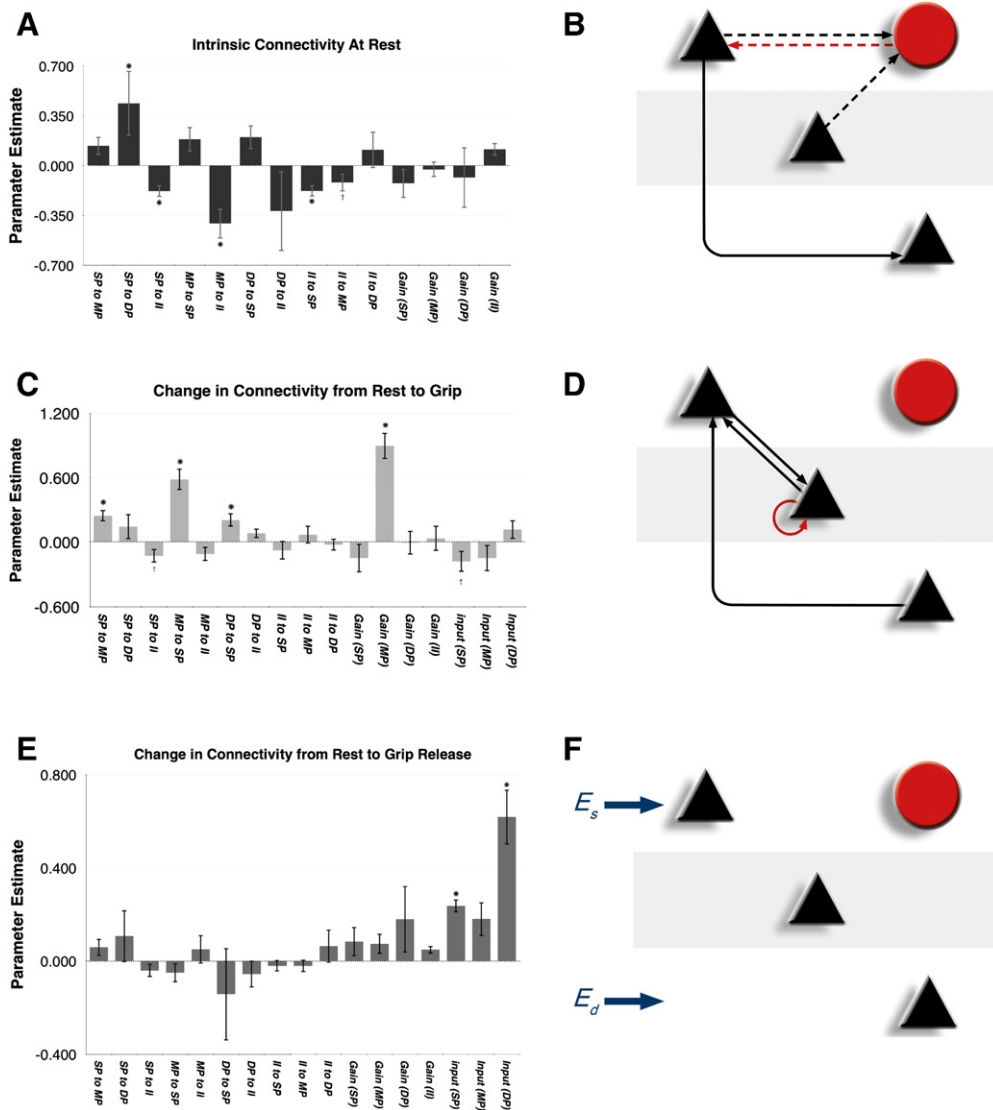 A
Intrinsic Connectivity At Rest
Paramater Estimate
0.700
0.350
0.000
-0.350
-0.700
*
*
*
*
†
SP to MP
SP to DP
SP to II
MP to SP
MP to II
DP to SP
DP to II
II to SP
II to MP
II to DP
Gain (SP)
Gain (MP)
Gain (DP)
Gain (II)
B
C
Change in Connectivity from Rest to Grip
Parameter Estimate
1.200
0.600
0.000
-0.600
*
†
*
*
*
†
SP to MP
SP to DP
SP to II
MP to SP
MP to II
DP to SP
DP to II
II to SP
II to MP
II to DP
Gain (SP)
Gain (MP)
Gain (DP)
Gain (II)
Input (SP)
Input (MP)
Input (DP)
D
E
Change in Connectivity from Rest to Grip Release
Parameter Estimate
0.800
0.400
0.000
-0.400
*
*
SP to MP
SP to DP
SP to II
MP to SP
MP to II
DP to SP
DP to II
II to SP
II to MP
II to DP
Gain (SP)
Gain (MP)
Gain (DP)
Gain (II)
input (SP)
Input (MP)
Input (DP)
F
Es
Ed